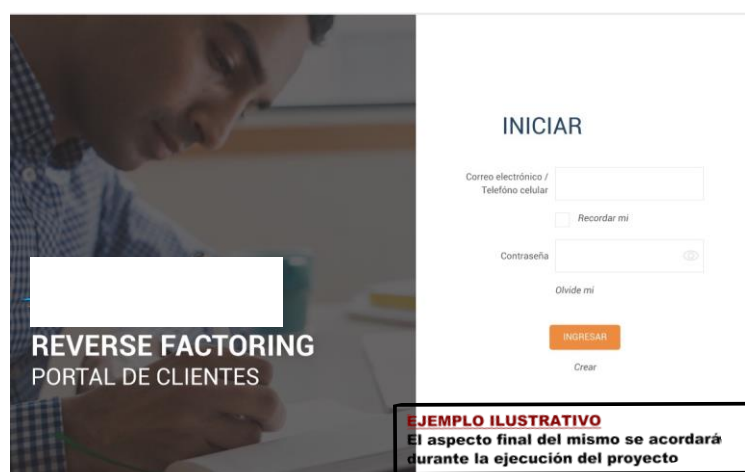 INICIAR
Correo electrónico /
Telefóno celular
Recordar mi
Contraseña
Olvide mi
INGRESAR
Crear
REVERSE FACTORING
PORTAL DE CLIENTES
EJEMPLO ILUSTRATIVO
El aspecto final del mismo se acordará
durante la ejecución del proyecto